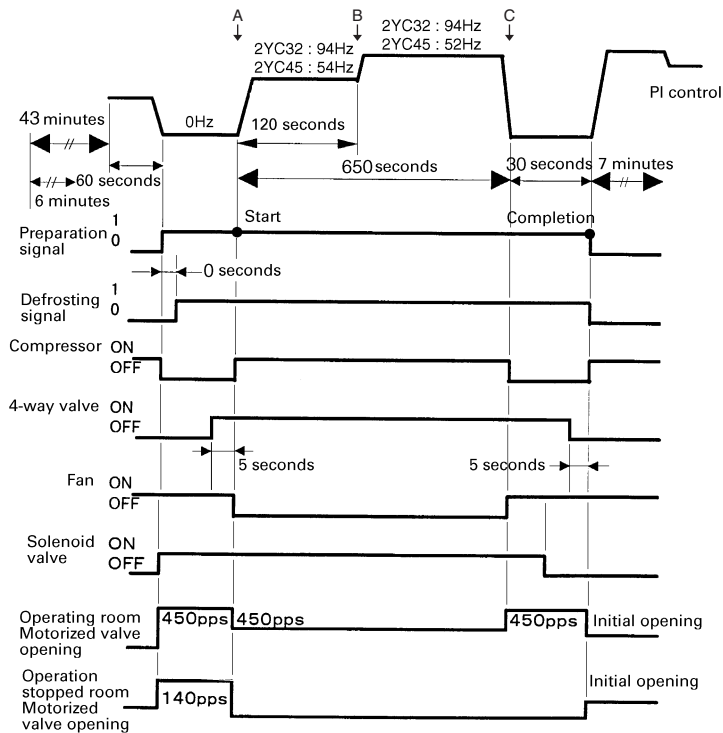 A
B
C
2YC32 : 94Hz
2YC45 : 54Hz
2YC32 : 94Hz
2YC45 : 52Hz
PI control
43 minutes
0Hz
120 seconds
650 seconds
30 seconds
7 minutes
60 seconds
6 minutes
Start
Completion
Preparation
signal
1
0
0 seconds
Defrosting
signal
1
0
Compressor
ON
OFF
4-way valve
ON
OFF
5 seconds
5 seconds
Fan
ON
OFF
Solenoid
valve
ON
OFF
Operating room
Motorized valve
opening
450pps
450pps
450pps
Initial opening
Operation
stopped room
Motorized
valve opening
140pps
Initial opening